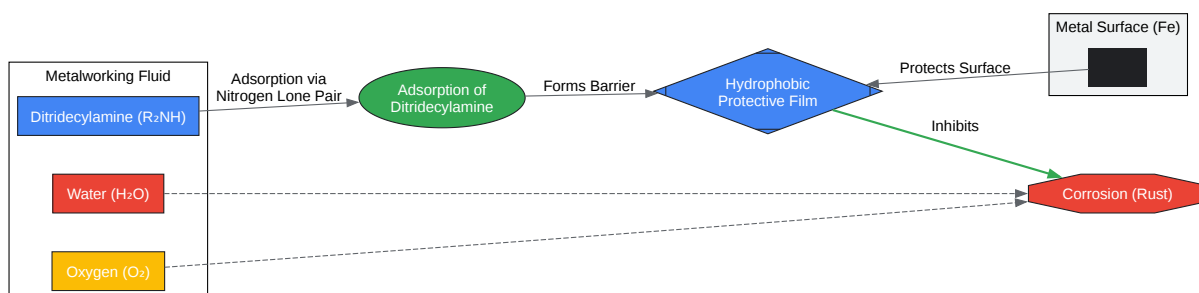 Metal Surface (Fe)
Metalworking Fluid
Adsorption via
Nitrogen Lone Pair
Ditridecylamine (R₂NH)
Adsorption of
Ditridecylamine
Forms Barrier
Hydrophobic
Protective Film
Protects Surface
Inhibits
Water (H₂O)
Corrosion (Rust)
Oxygen (O₂)